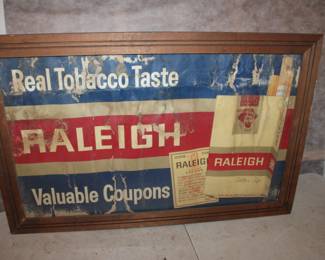 Real Tobacco Taste
RALEIGH
Valuable Coupons
RALEIGH
RALEIGH